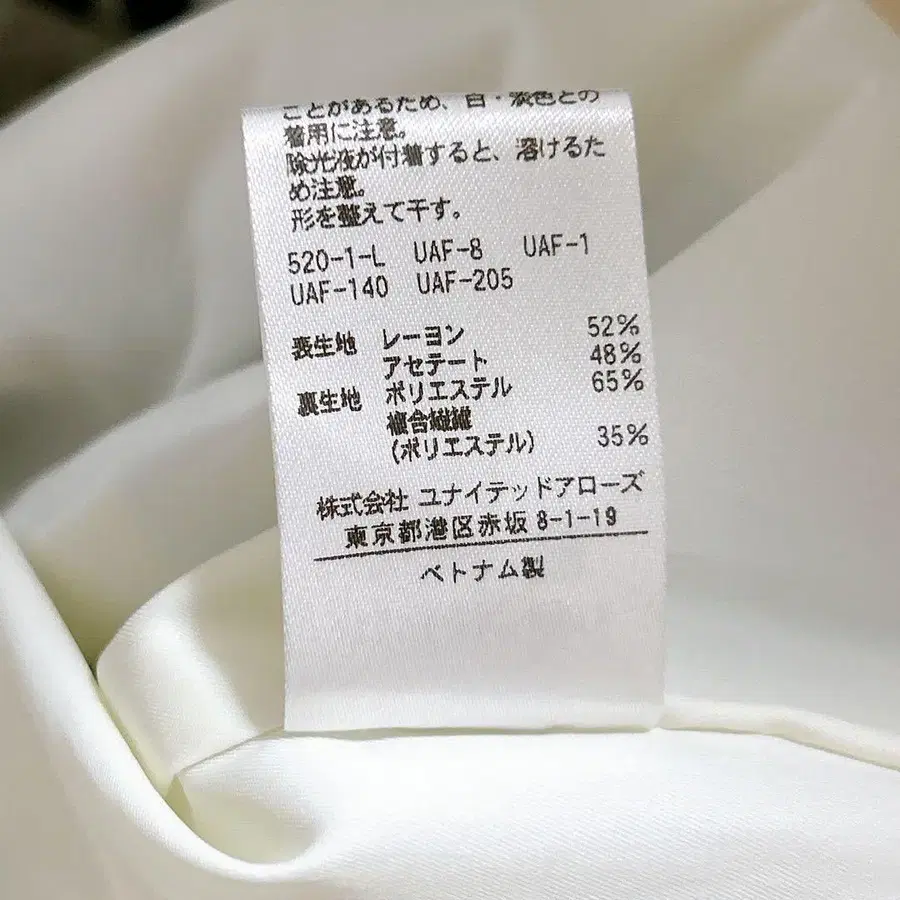 ことがあるため、白・淡色との
着用に注意。
除光液が付着すると、溶けるた
め注意。
形を整えて干す。
520-1-L UAF-8 UAF-1
UAF-140 UAF-205
表生地 レーヨン 52%
アセテート 48%
裏生地 ポリエステル 65%
複合繊維
(ポリエステル) 35%
株式会社 ユナイテッドアローズ
東京都港区赤坂 8-1-19
ベトナム製